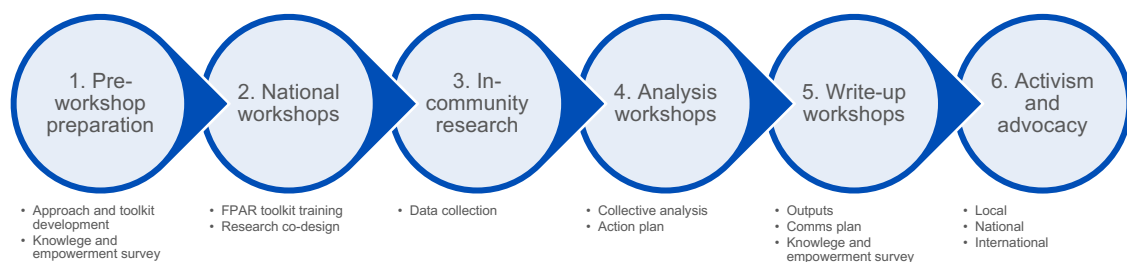 1. Pre-
workshop
preparation
2. National
workshops
3. In-
community
research
4. Analysis
workshops
5. Write-up
workshops
6. Activism
and
advocacy
• Approach and toolkit
development
• Knowlege and
empowerment survey
• FPAR toolkit training
• Research co-design
• Data collection
• Collective analysis
• Action plan
• Outputs
• Comms plan
• Knowlege and
empowerment survey
• Local
• National
• International